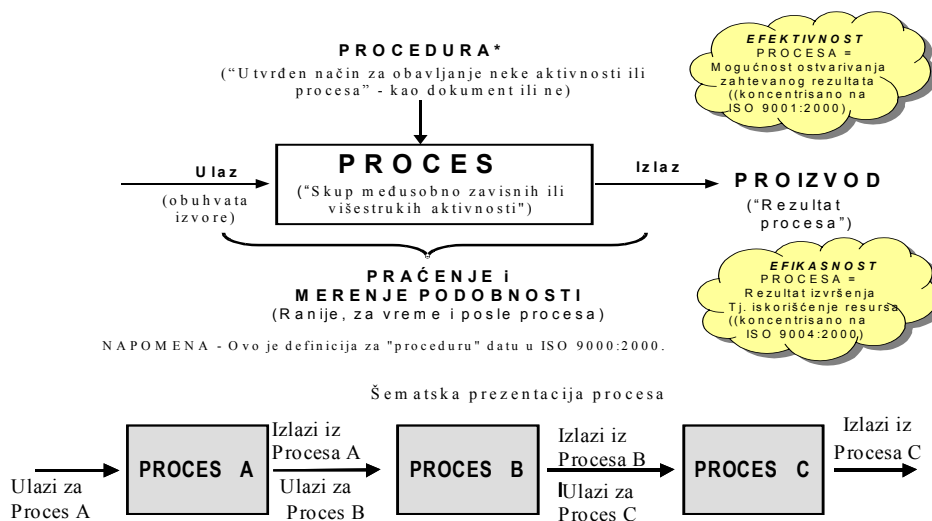 PROCEDURA*
(“Utvrđen način za obavljanje neke aktivnosti ili
procesa” - kao dokument ili ne)
EFEKTIVNOST
PROCESA =
Mogućnost ostvarivanja
zahtevanog rezultata
((koncentrisano na
ISO 9001:2000)
Ulaz
(obuhvata
izvore)
PROCES
(“Skup međusobno zavisnih ili
višestrukih aktivnosti")
Izlaz
PROIZVOD
(“Rezultat
procesa”)
PRAĆENJE i
MERENJE PODOBNOSTI
(Ranije, za vreme i posle procesa)
EFIKASNOST
PROCESA =
Rezultat izvršenja
Tj. iskorišćenje resursa
((koncentrisano na
ISO 9004:2000)
NAPOMENA - Ovo je definicija za "proceduru" datu u ISO 9000:2000.
Šematska prezentacija procesa
Ulazi za
Proces A
PROCES A
Izlazi iz
Procesa A
Ulazi za
Proces B
PROCES B
Izlazi iz
Procesa B
Ulazi za
Proces C
PROCES C
Izlazi iz
Procesa C